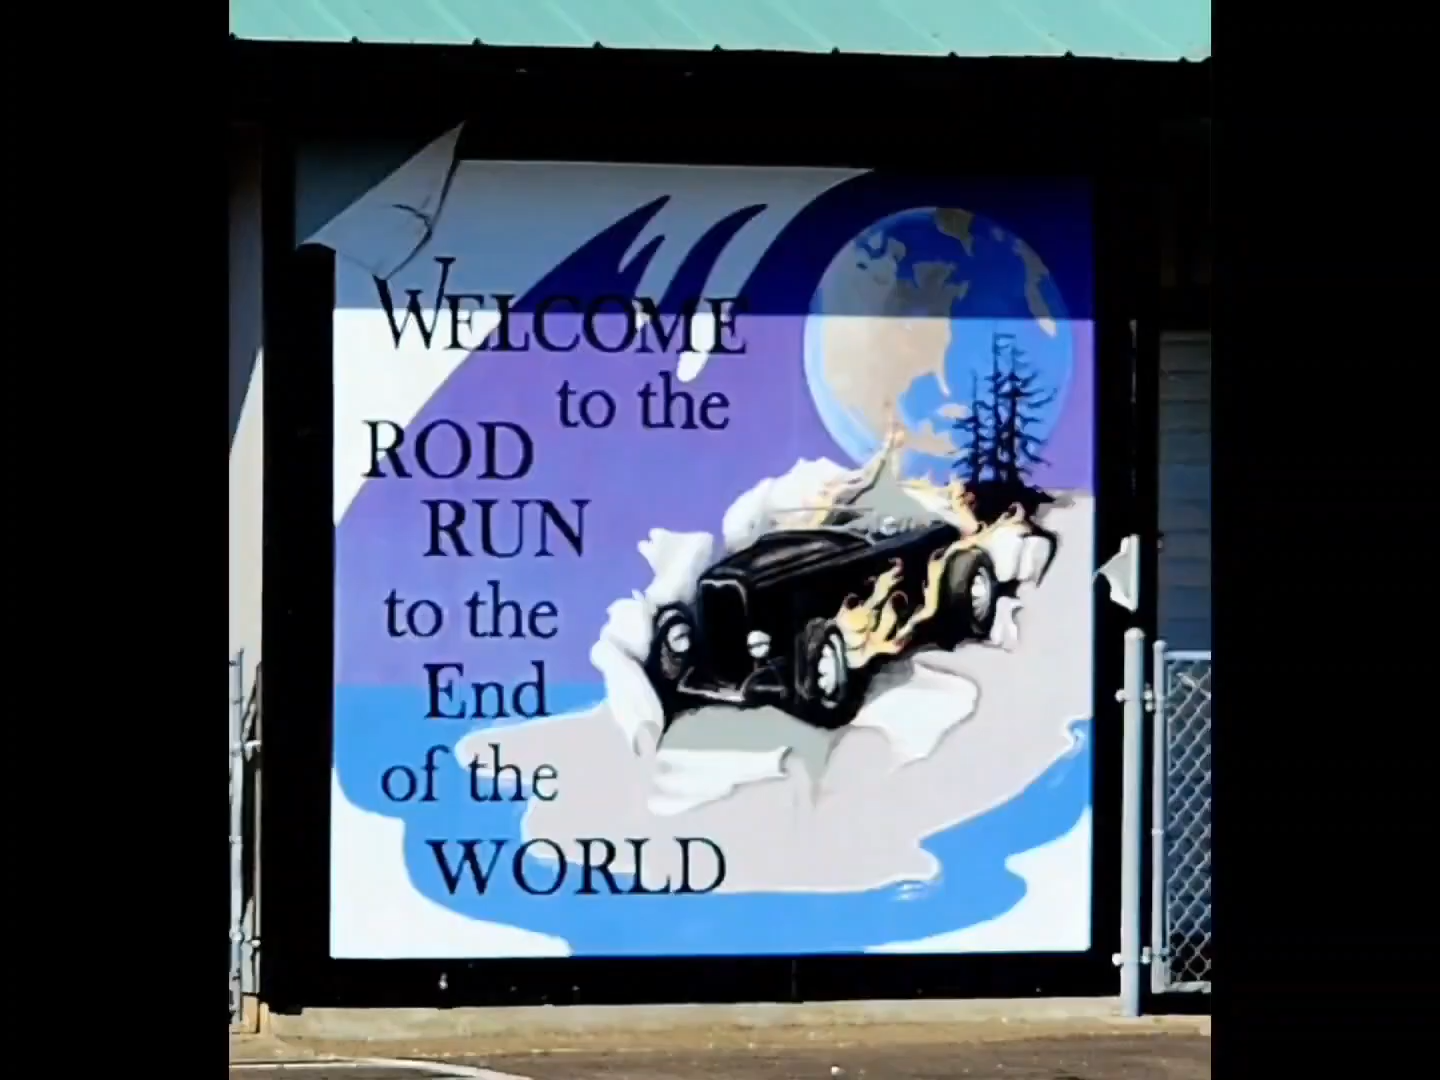 WELCOME
to the
ROD
RUN
to the
End
of the
WORLD